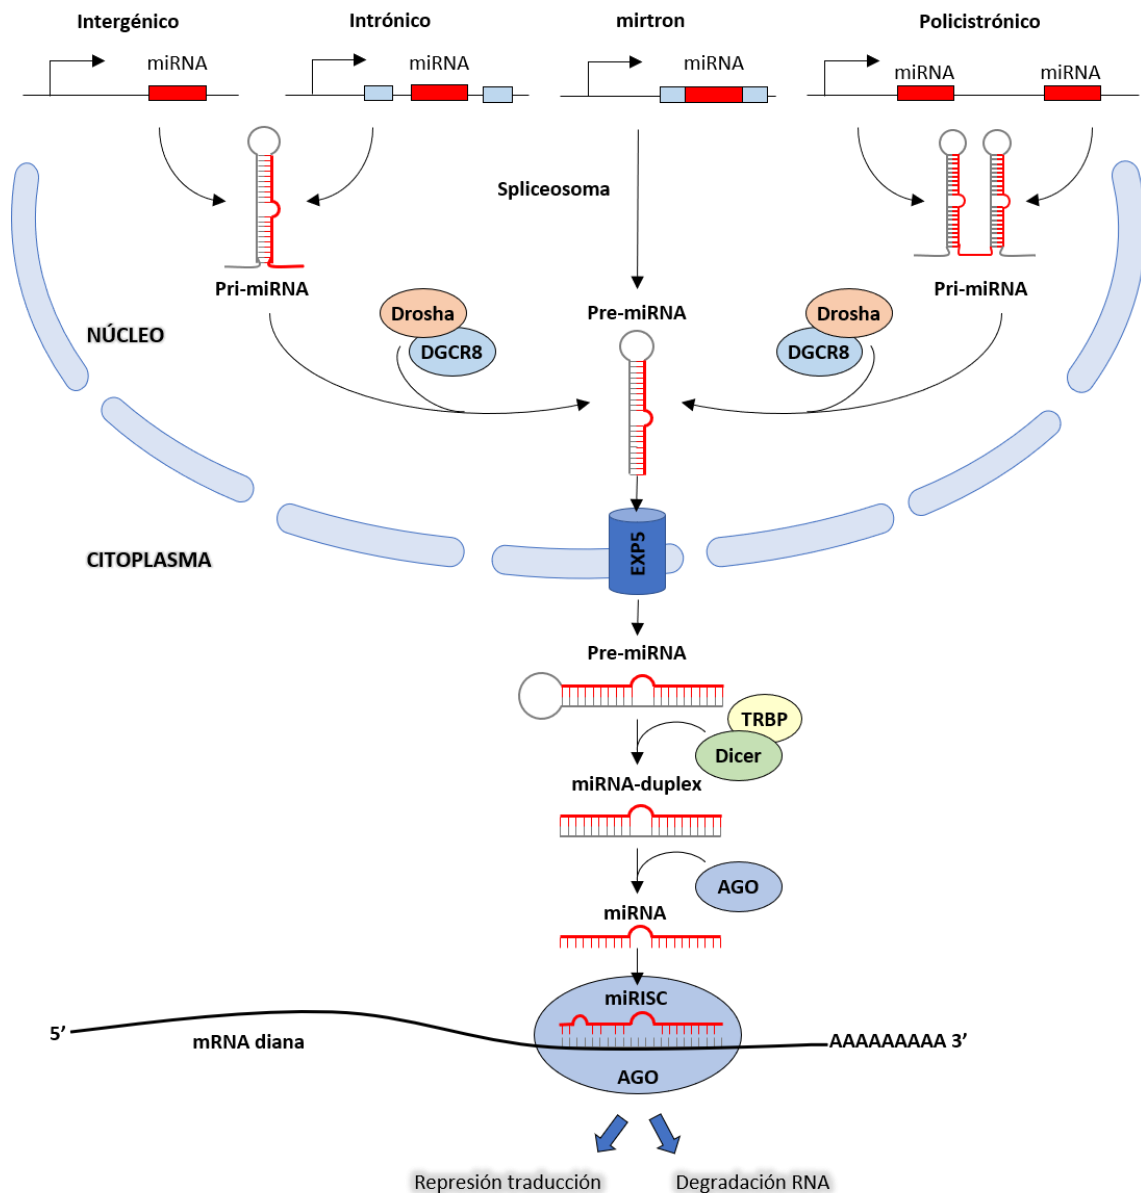 Intergénico
Intrónico
mirtron
Policistrónico
miRNA
miRNA
miRNA
miRNA
miRNA
Spliceosoma
Pri-miRNA
Pre-miRNA
Pri-miRNA
Drosha
DGCR8
Drosha
DGCR8
NÚCLEO
CITOPLASMA
EXP5
Pre-miRNA
TRBP
Dicer
miRNA-duplex
AGO
miRNA
miRISC
5’
mRNA diana
AAAAAAAAA 3’
AGO
Represión traducción
Degradación RNA